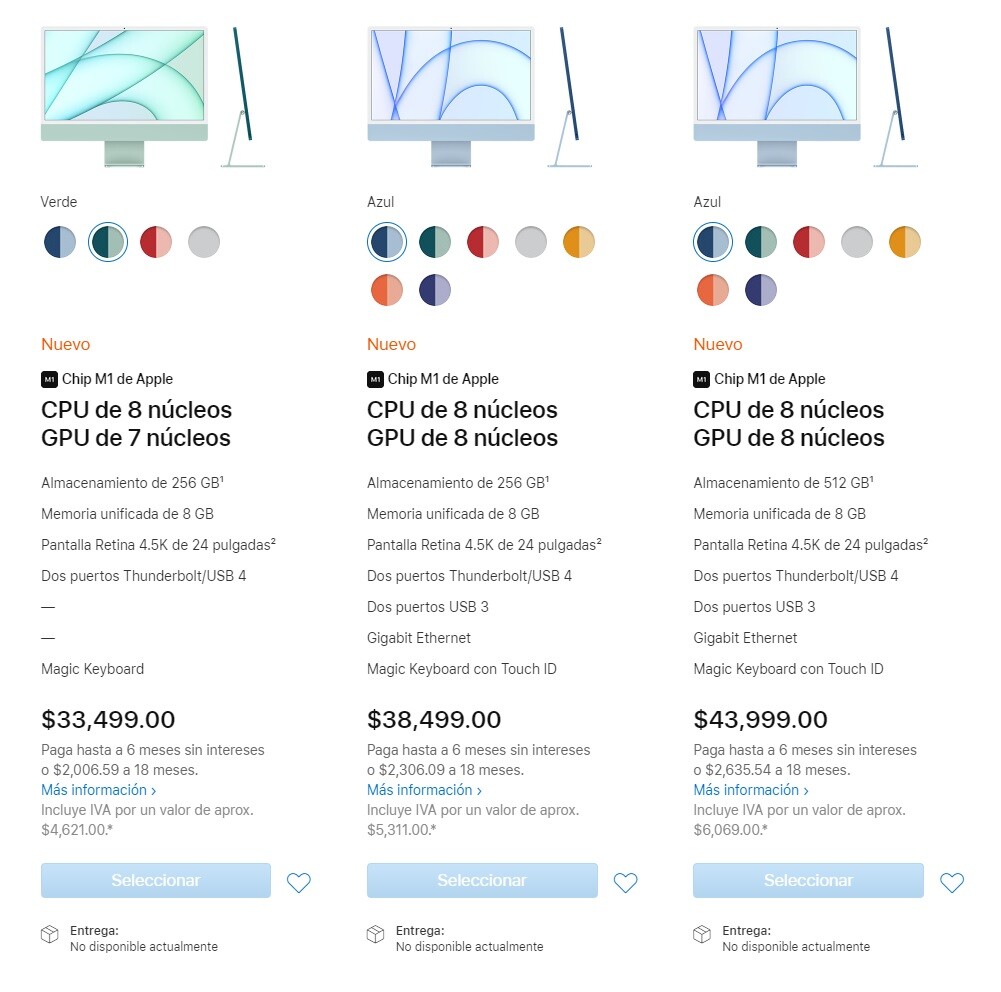 Verde
Nuevo
M1 Chip M1 de Apple
CPU de 8 núcleos
GPU de 7 núcleos
Almacenamiento de 256 GB¹
Memoria unificada de 8 GB
Pantalla Retina 4.5K de 24 pulgadas²
Dos puertos Thunderbolt/USB 4
—
—
Magic Keyboard
$33,499.00
Paga hasta a 6 meses sin intereses
o $2,006.59 a 18 meses.
Más información ›
Incluye IVA por un valor de aprox.
$4,621.00.*
Seleccionar
Entrega:
No disponible actualmente
Azul
Nuevo
M1 Chip M1 de Apple
CPU de 8 núcleos
GPU de 8 núcleos
Almacenamiento de 256 GB¹
Memoria unificada de 8 GB
Pantalla Retina 4.5K de 24 pulgadas²
Dos puertos Thunderbolt/USB 4
Dos puertos USB 3
Gigabit Ethernet
Magic Keyboard con Touch ID
$38,499.00
Paga hasta a 6 meses sin intereses
o $2,306.09 a 18 meses.
Más información ›
Incluye IVA por un valor de aprox.
$5,311.00.*
Seleccionar
Entrega:
No disponible actualmente
Azul
Nuevo
M1 Chip M1 de Apple
CPU de 8 núcleos
GPU de 8 núcleos
Almacenamiento de 512 GB¹
Memoria unificada de 8 GB
Pantalla Retina 4.5K de 24 pulgadas²
Dos puertos Thunderbolt/USB 4
Dos puertos USB 3
Gigabit Ethernet
Magic Keyboard con Touch ID
$43,999.00
Paga hasta a 6 meses sin intereses
o $2,635.54 a 18 meses.
Más información ›
Incluye IVA por un valor de aprox.
$6,069.00.*
Seleccionar
Entrega:
No disponible actualmente